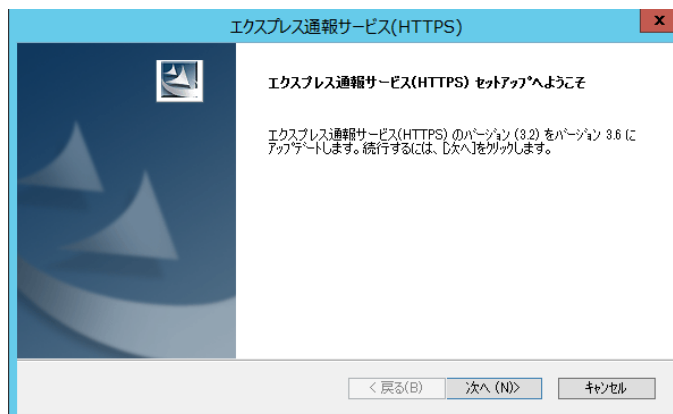 エクスプレス通報サービス(HTTPS)
x
エクスプレス通報サービス(HTTPS) ｾｯﾄｱｯﾌﾟへようこそ
エクスプレス通報サービス(HTTPS) のﾊﾞｰｼﾞｮﾝ (3.2) をﾊﾞｰｼﾞｮﾝ 3.6 に
ｱｯﾌﾟﾃﾞｰﾄします。続行するには、[次へ]をｸﾘｯｸします。
< 戻る(B)
次へ (N)>
ｷｬﾝｾﾙ